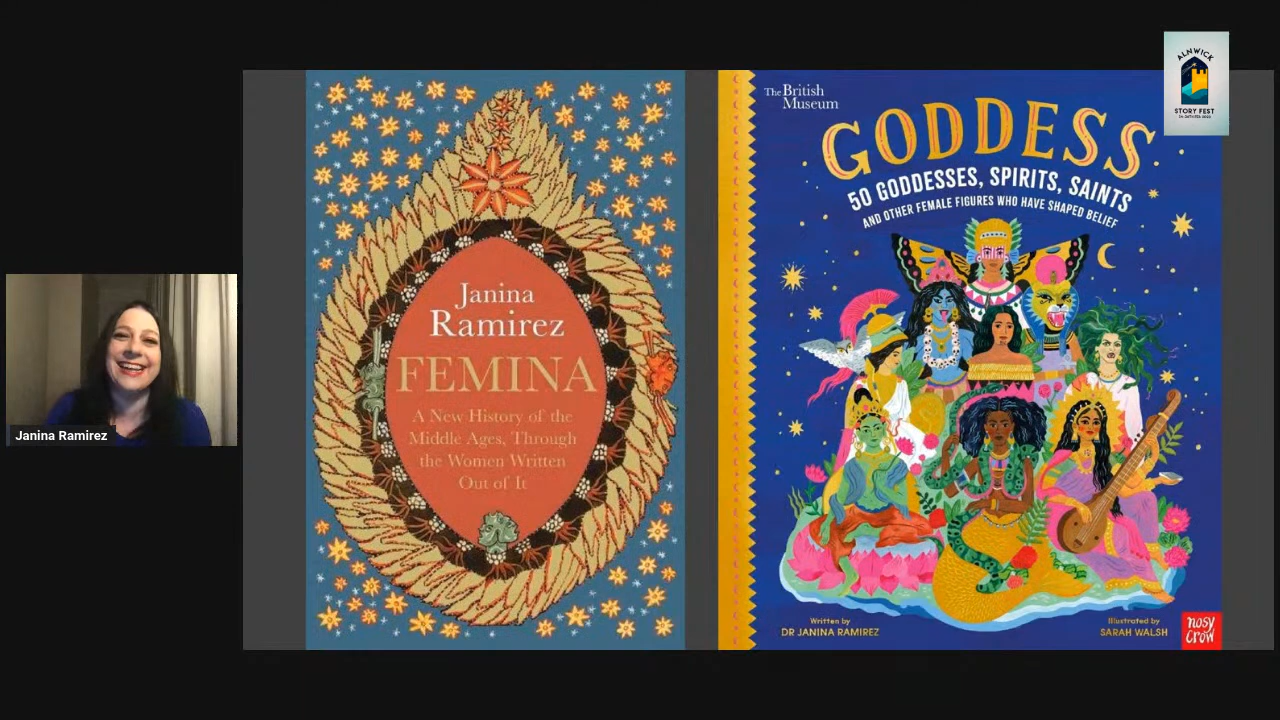 Janina Ramirez
Janina
Ramirez
FEMINA
A New History of the
Middle Ages, Through
the Women Written
Out of It
The British
Museum
GODDESS
50 GODDESSES, SPIRITS, SAINTS
AND OTHER FEMALE FIGURES WHO HAVE SHAPED BELIEF
Written by
DR JANINA RAMIREZ
Illustrated by
SARAH WALSH
nosy
crow
ALNWICK
STORY FEST